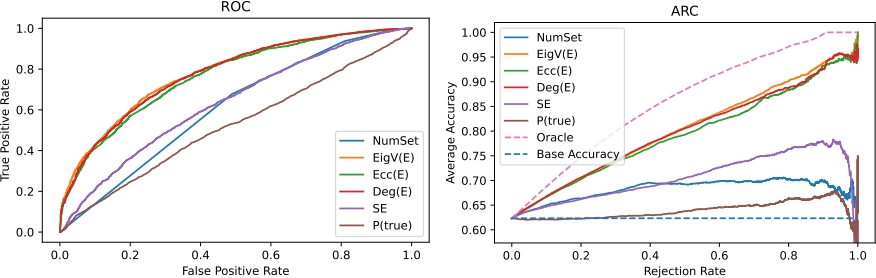 ROC
True Positive Rate
1.0
0.8
0.6
0.4
0.2
0.0
0.0 0.2 0.4 0.6 0.8 1.0
False Positive Rate
NumSet
EigV(E)
Ecc(E)
Deg(E)
SE
P(true)
ARC
Average Accuracy
1.00
0.95
0.90
0.85
0.80
0.75
0.70
0.65
0.60
0.0 0.2 0.4 0.6 0.8 1.0
Rejection Rate
NumSet
EigV(E)
Ecc(E)
Deg(E)
SE
P(true)
Oracle
Base Accuracy